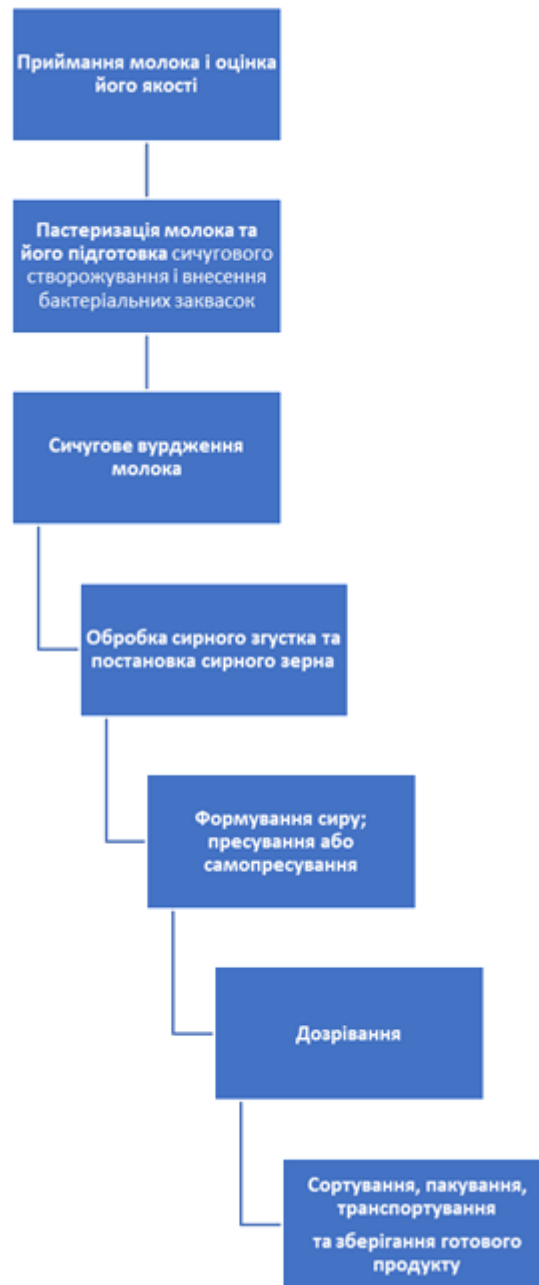 Приймання молока і оцінка
його якості
Пастеризація молока та
його підготовка сичугового
створожування і внесення
бактеріальних заквасок
Сичугове вурдження
молока
Обробка сирного згустка та
постановка сирного зерна
Формування сиру;
пресування або
самопресування
Дозрівання
Сортування, пакування,
транспортування
та зберігання готового
продукту